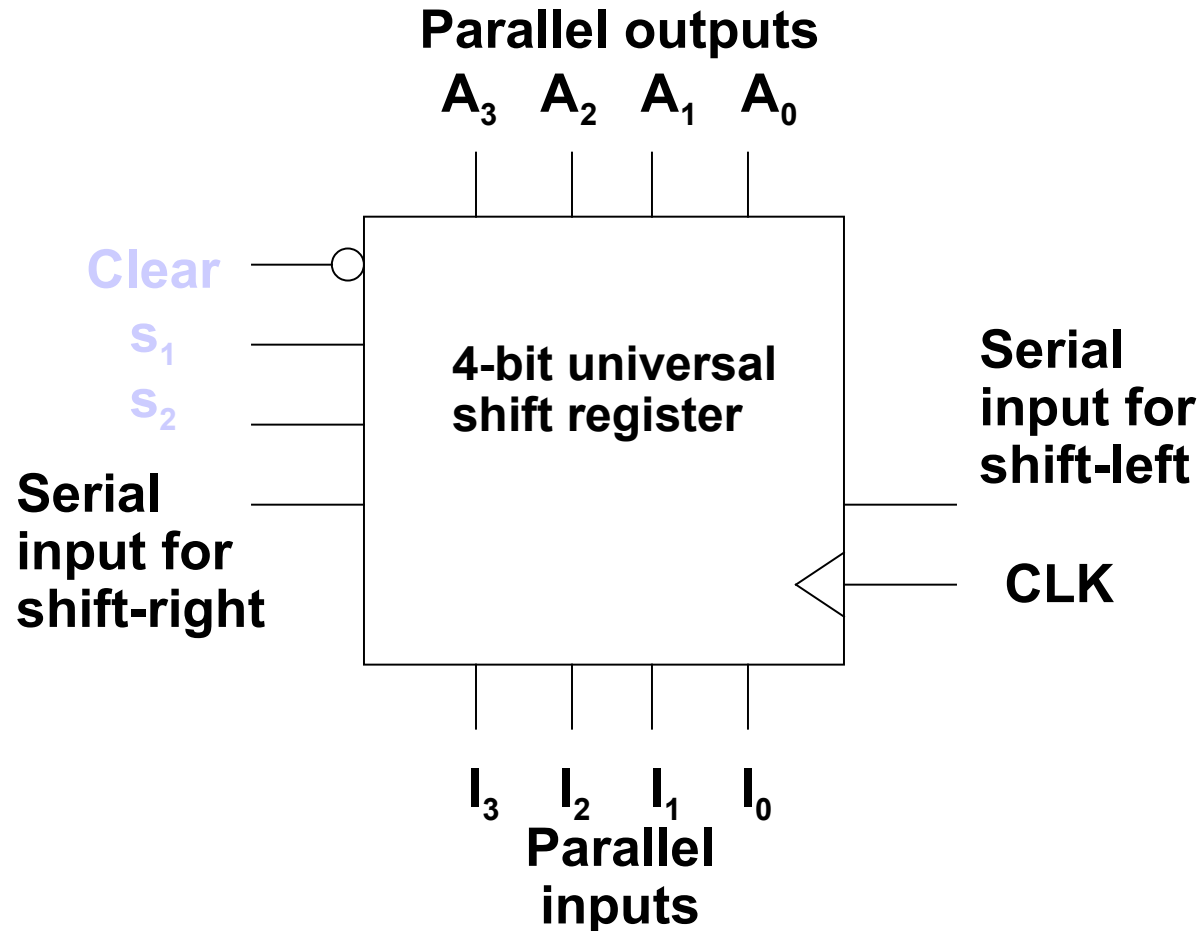 Parallel outputs
A₃ A₂ A₁ A₀
Clear
s₁
s₂
4-bit universal
shift register
Serial
input for
shift-left
Serial
input for
shift-right
CLK
I₃ I₂ I₁ I₀
Parallel
inputs